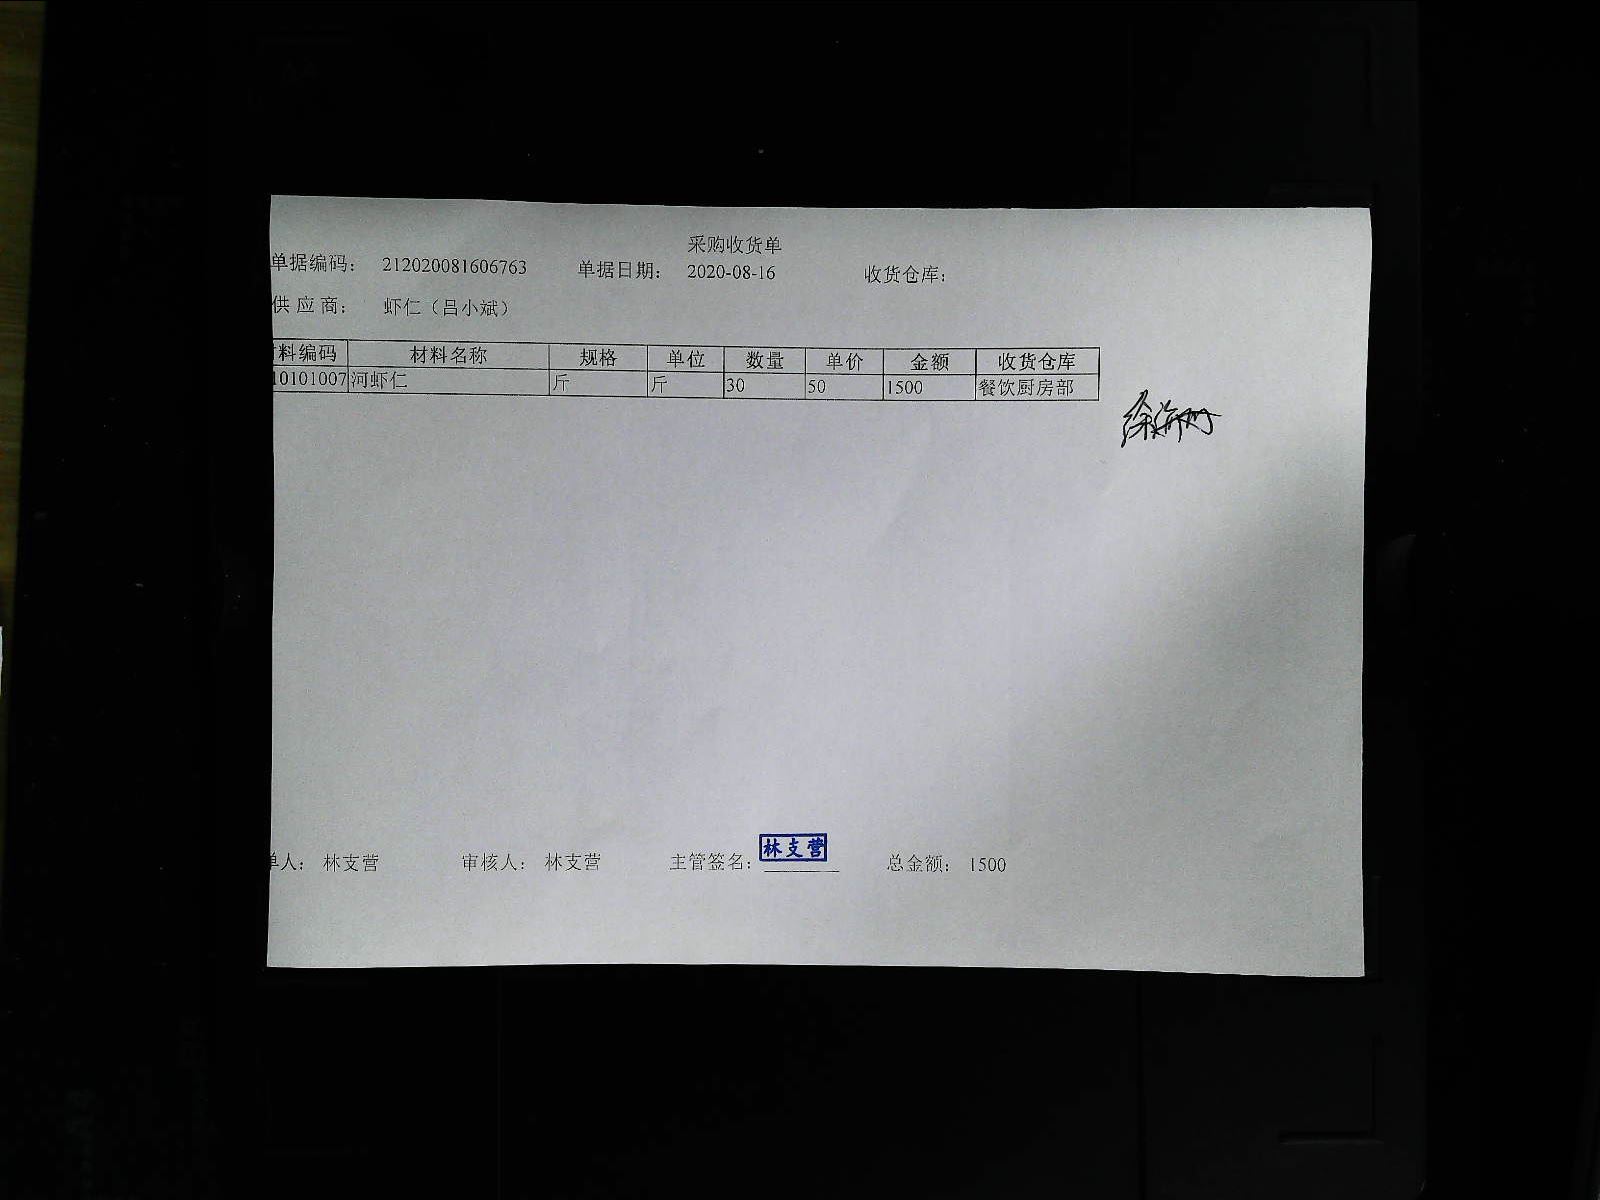 采购收货单
单据编码： 212020081606763 单据日期： 2020-08-16 收货仓库：
供 应 商： 虾仁（吕小斌）
料编码 材料名称 规格 单位 数量 单价 金额 收货仓库
10101007 河虾仁 斤 斤 30 50 1500 餐饮厨房部
单人： 林支营 审核人： 林支营 主管签名： 林支营 总金额： 1500